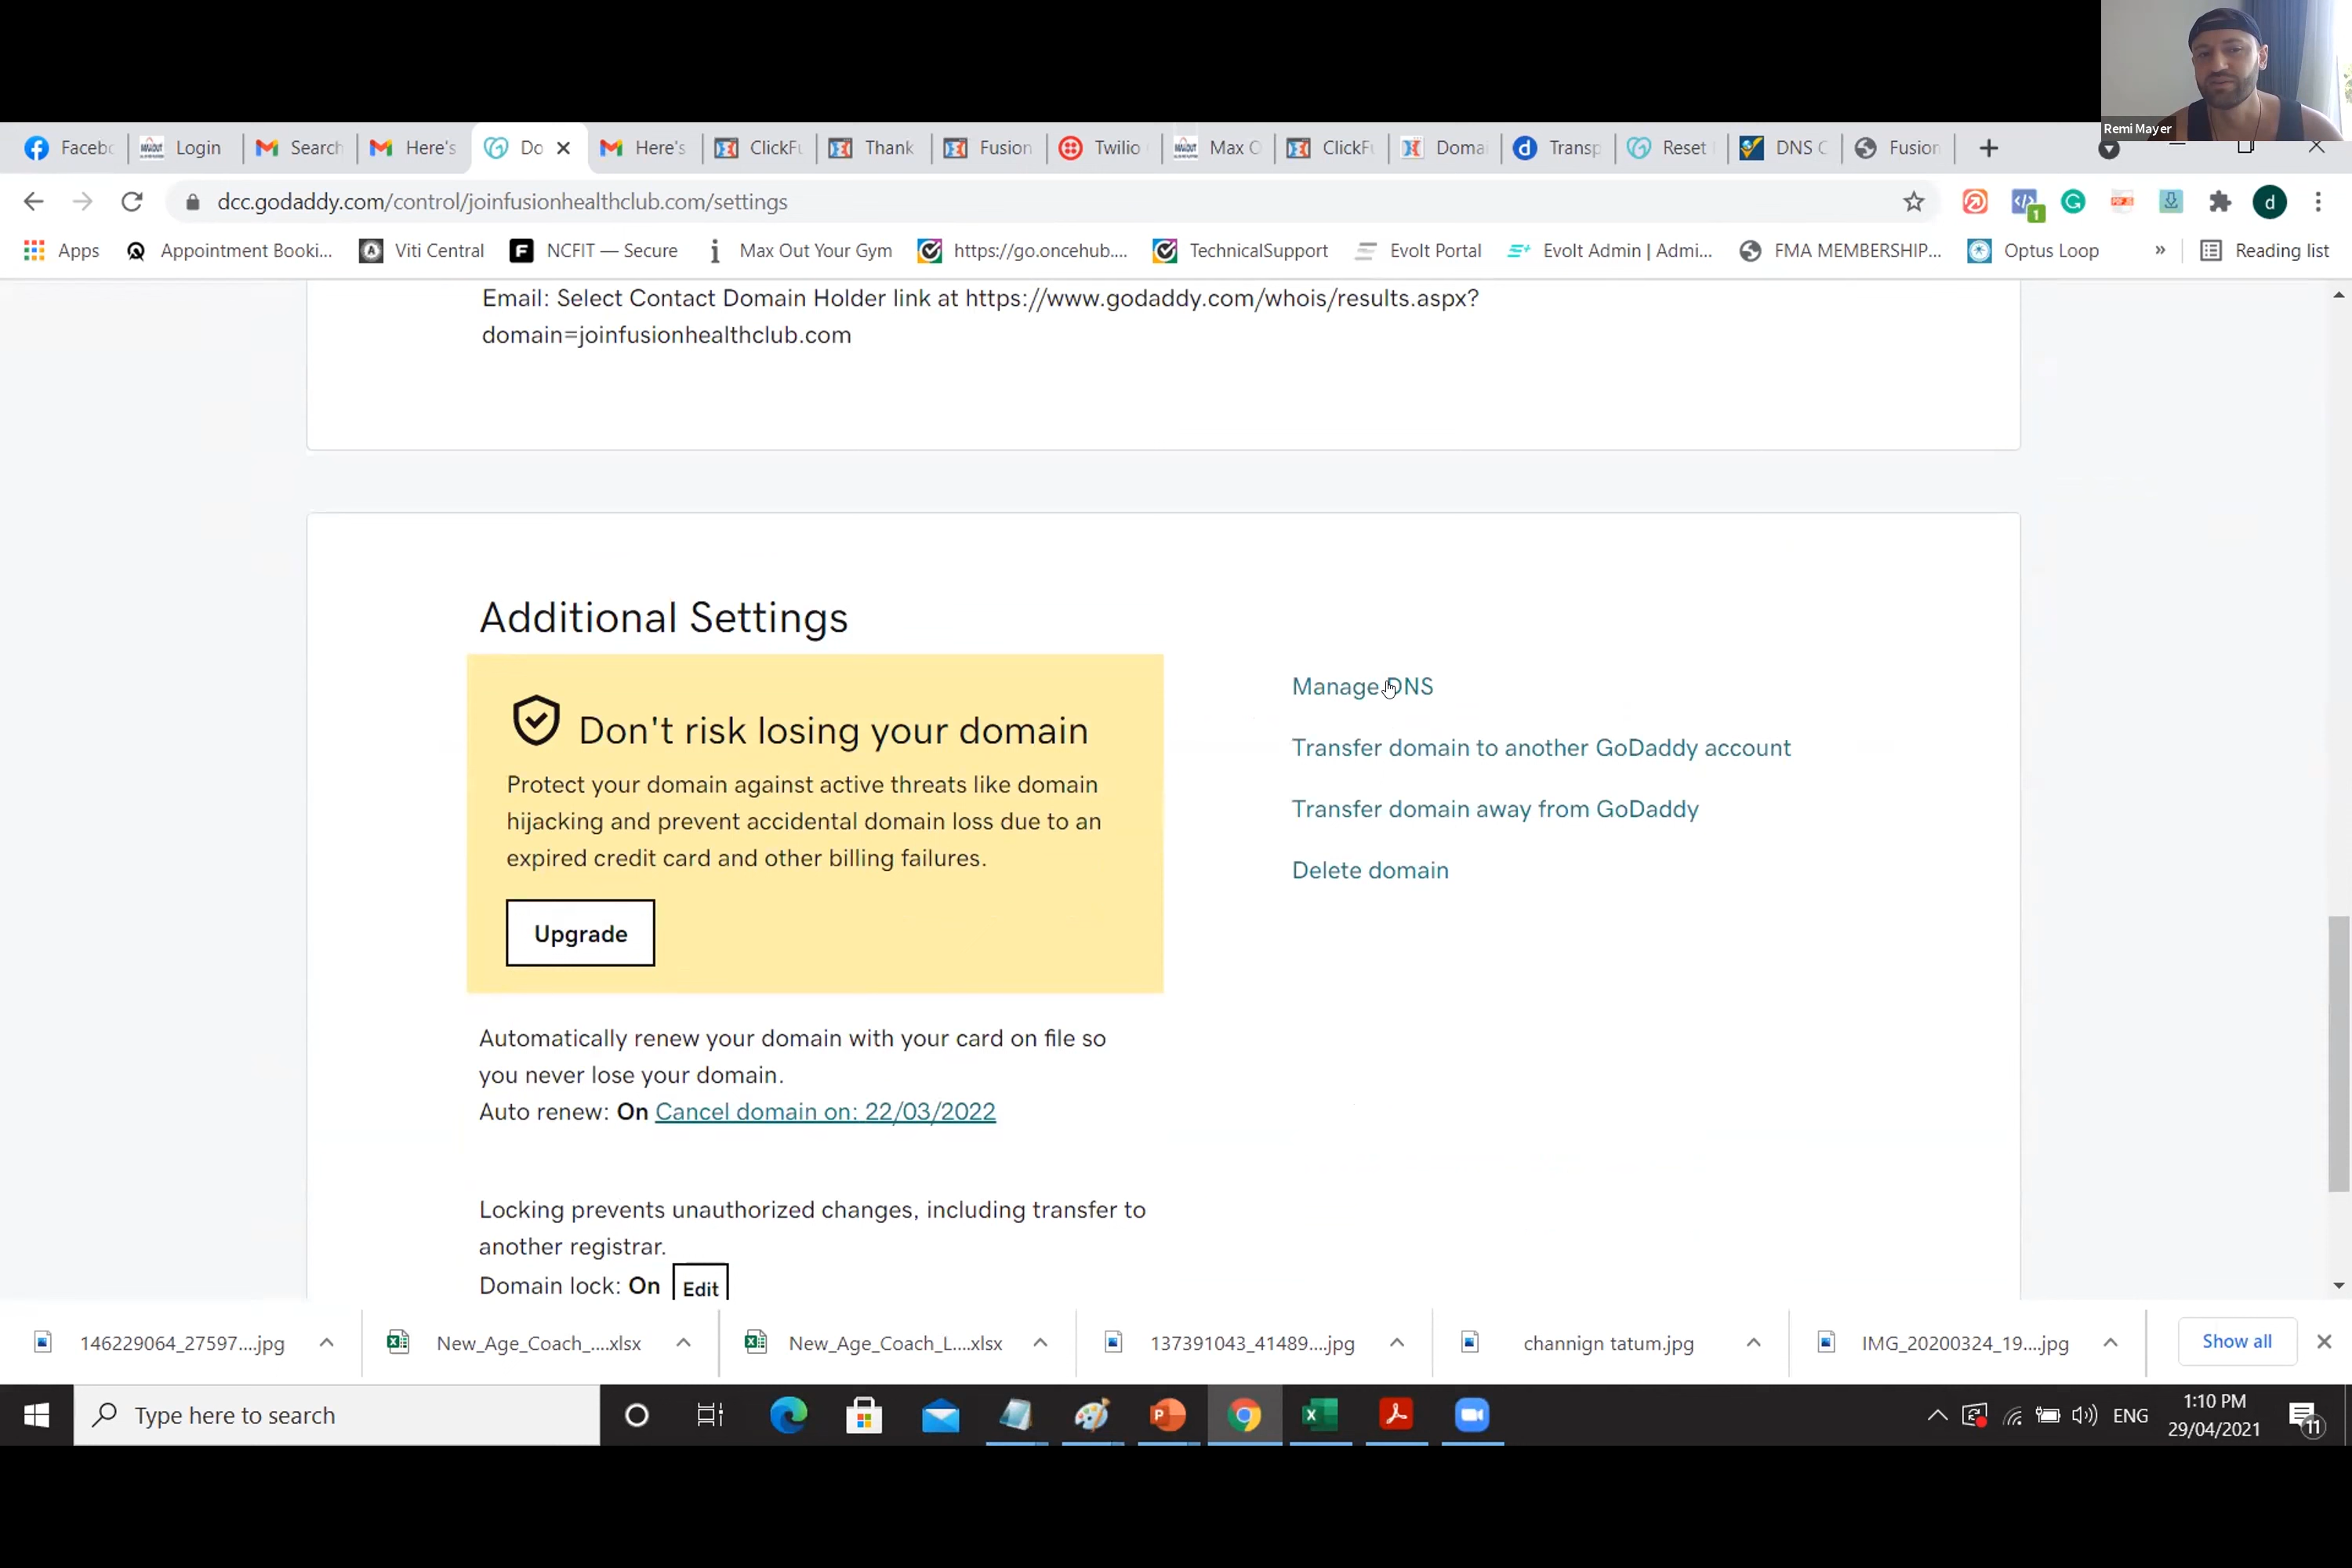 Remi Mayer
Facebo
Login
Search
Here's
Do
Here's
ClickFu
Thank
Fusion
Twilio
Max O
ClickFu
Domai
Transp
Reset
DNS C
Fusion
dcc.godaddy.com/control/joinfusionhealthclub.com/settings
1
d
Apps
Appointment Booki...
Viti Central
NCFIT — Secure
Max Out Your Gym
https://go.oncehub....
TechnicalSupport
Evolt Portal
Evolt Admin | Admi...
FMA MEMBERSHIP...
Optus Loop
»
Reading list
Email: Select Contact Domain Holder link at https://www.godaddy.com/whois/results.aspx?
domain=joinfusionhealthclub.com
Additional Settings
Don't risk losing your domain
Protect your domain against active threats like domain
hijacking and prevent accidental domain loss due to an
expired credit card and other billing failures.
Upgrade
Manage DNS
Transfer domain to another GoDaddy account
Transfer domain away from GoDaddy
Delete domain
Automatically renew your domain with your card on file so
you never lose your domain.
Auto renew: On Cancel domain on: 22/03/2022
Locking prevents unauthorized changes, including transfer to
another registrar.
Domain lock: On Edit
146229064_27597....jpg
New_Age_Coach_....xlsx
New_Age_Coach_L....xlsx
137391043_41489....jpg
channign tatum.jpg
IMG_20200324_19....jpg
Show all
Type here to search
ENG
1:10 PM
29/04/2021
11